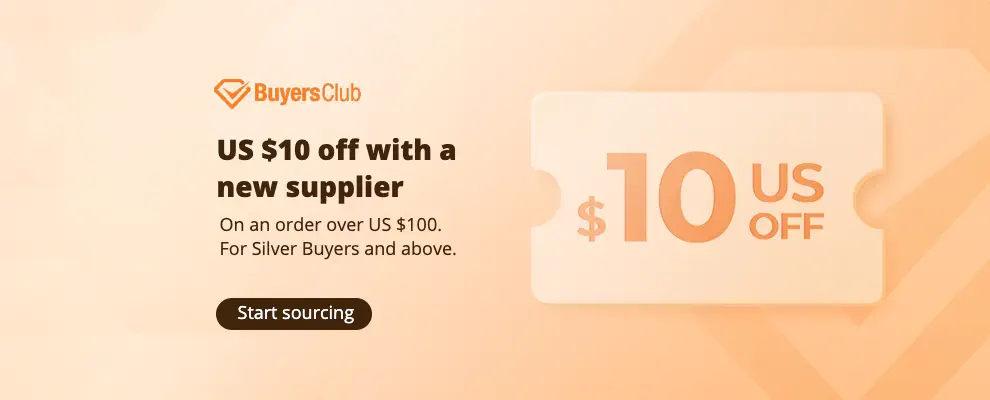 BuyersClub
US $10 off with a
new supplier
On an order over US $100.
For Silver Buyers and above.
Start sourcing
$10 US
OFF